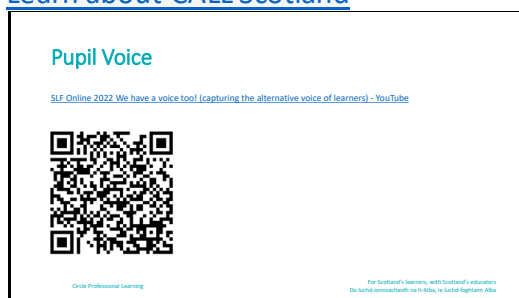 Learn about CALL Scotland
Pupil Voice
SLF Online 2022 We have a voice too! (capturing the alternative voice of learners) - YouTube
Circle Professional Learning
For Scotland's learners, with Scotland's educators
Do luchd-ionnsachaidh na h-Alba, le luchd-foghlaim Alba